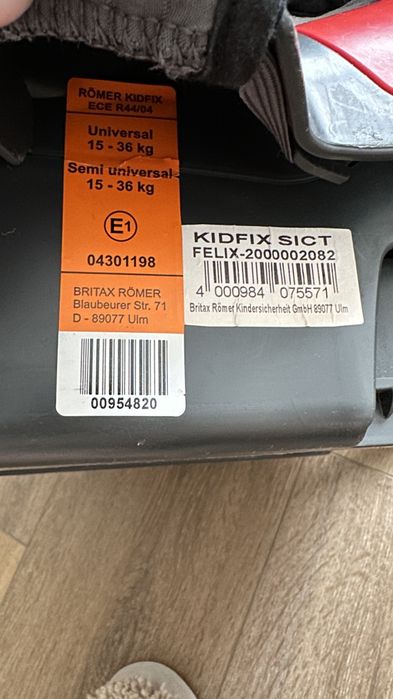 RÖMER KIDFIX
ECE R44/04
Universal
15 - 36 kg
Semi universal
15 - 36 kg
E1
04301198
BRITAX RÖMER
Blaubeurer Str. 71
D - 89077 Ulm
00954820
KIDFIX SICT
FELIX-2000002082
4 000984 075571
Britax Römer Kindersicherheit GmbH 89077 Ulm